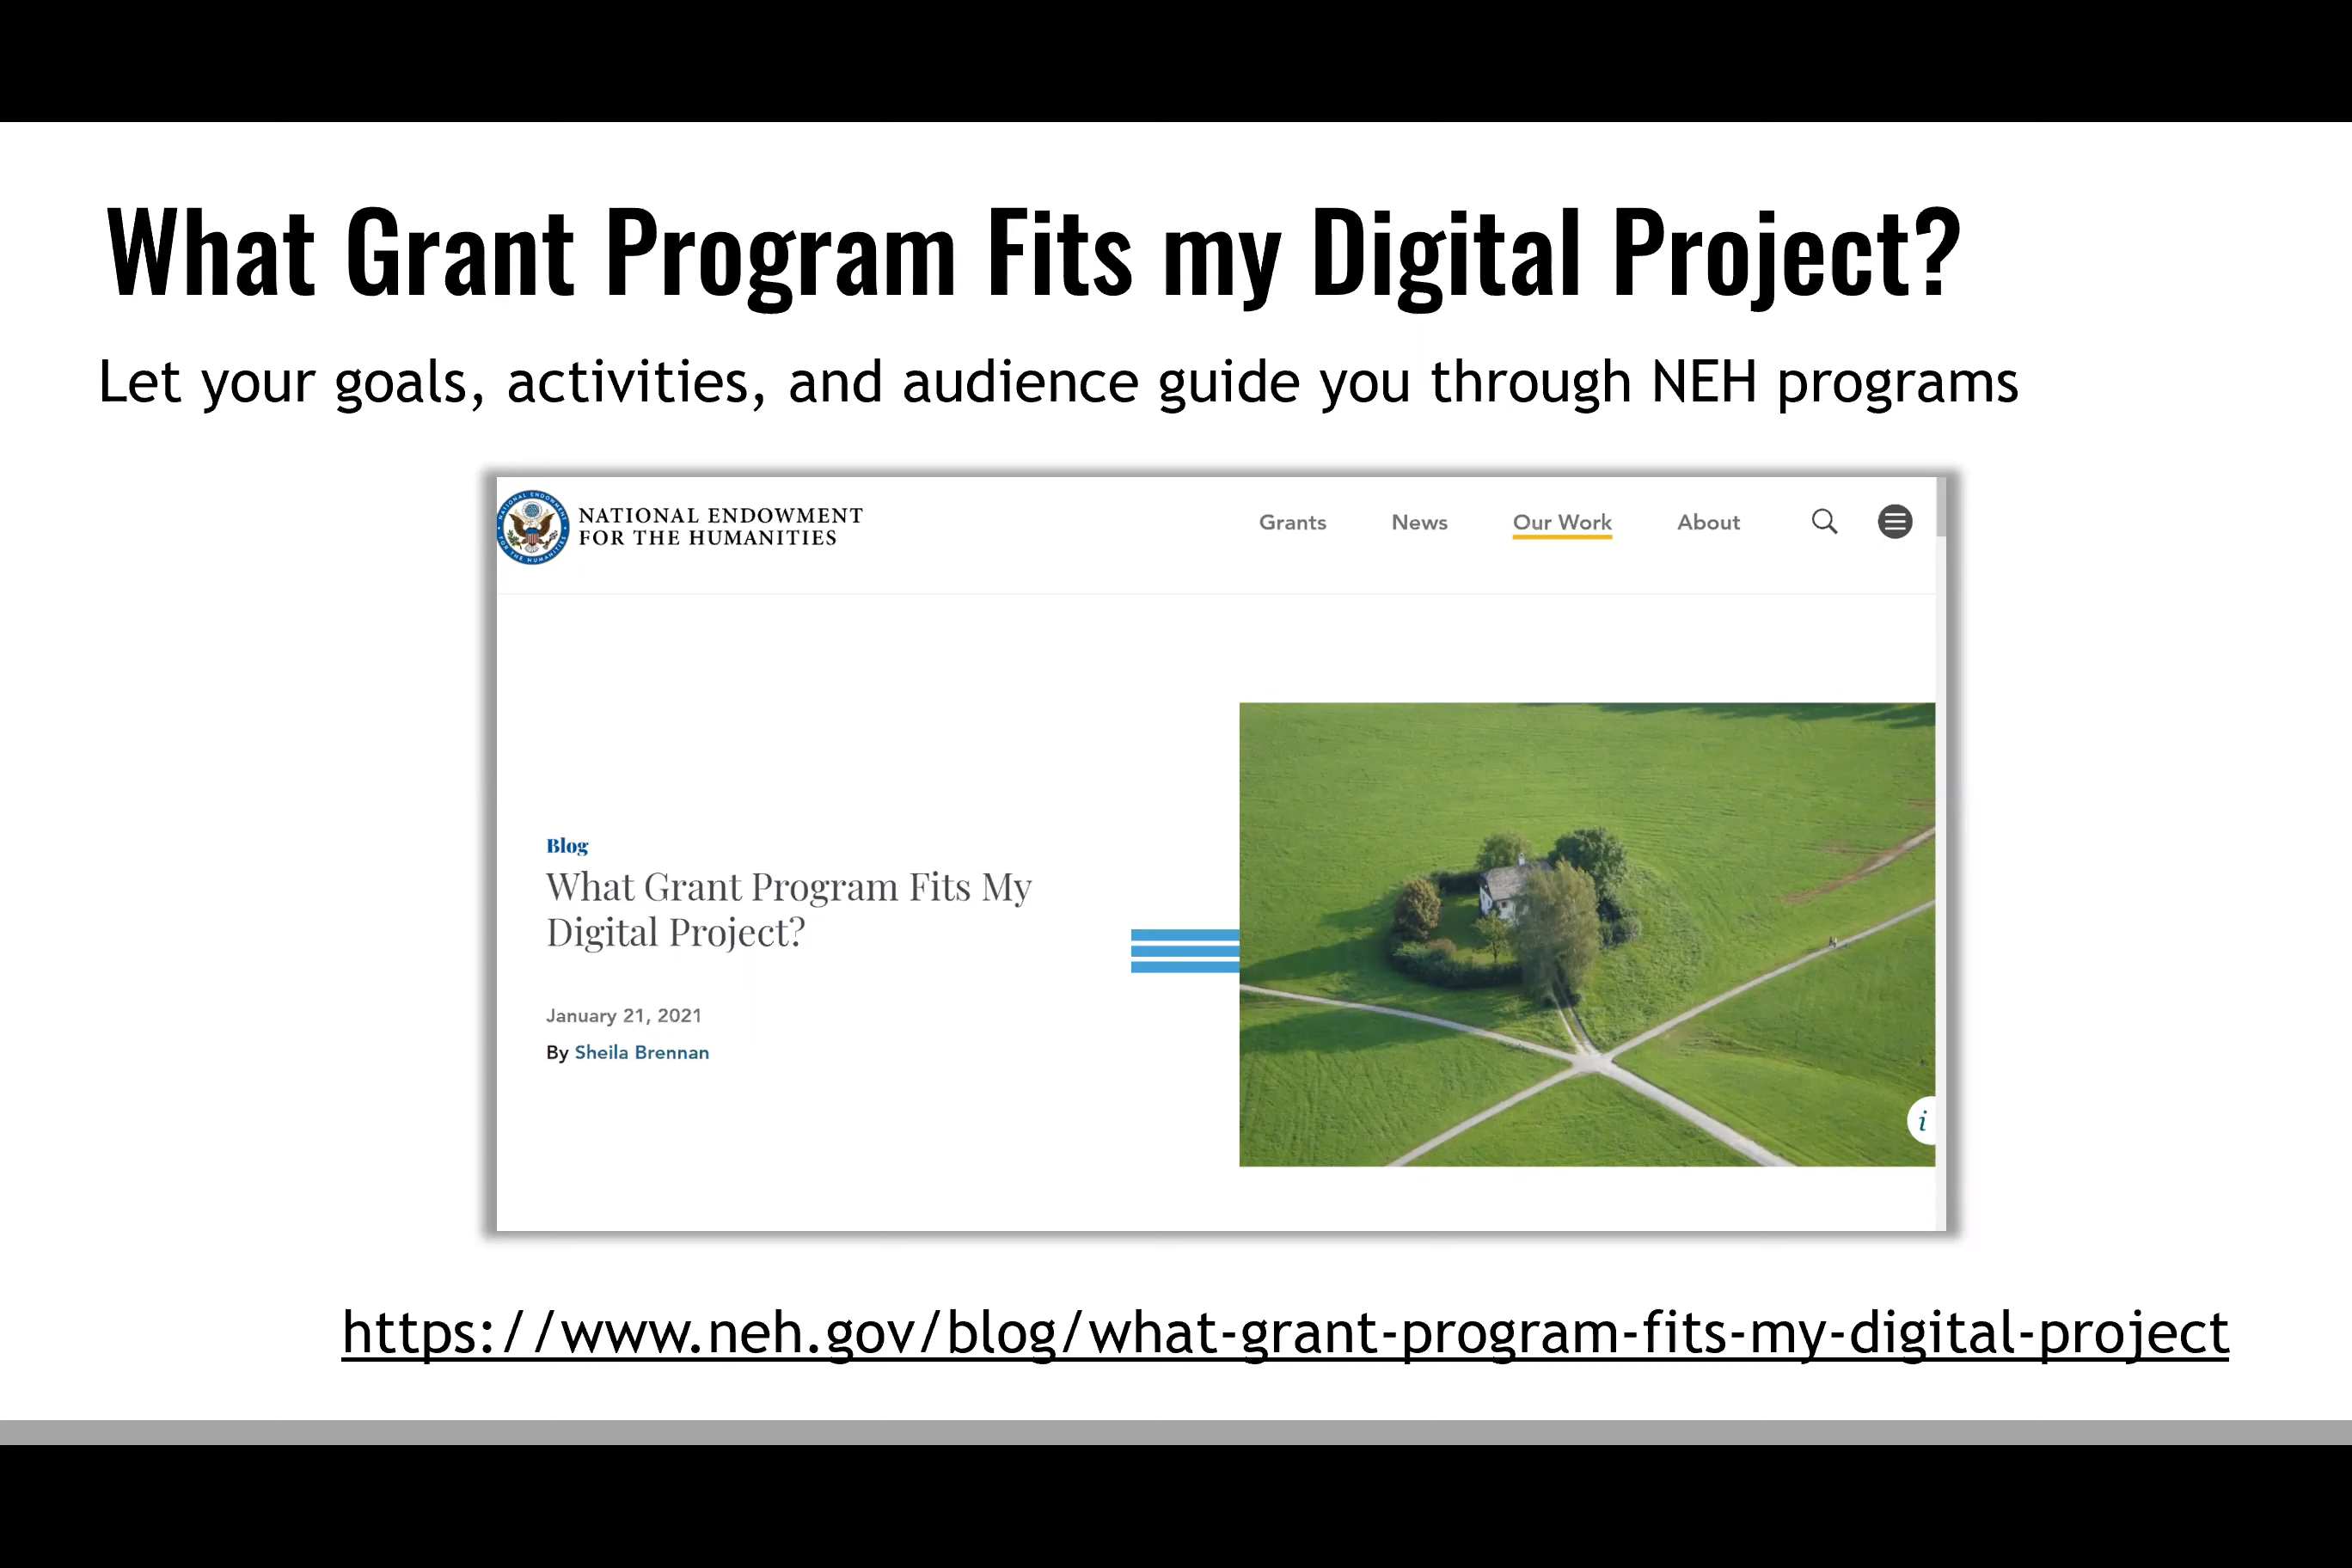 What Grant Program Fits my Digital Project?
Let your goals, activities, and audience guide you through NEH programs
NATIONAL ENDOWMENT
FOR THE HUMANITIES
Grants News Our Work About
Blog
What Grant Program Fits My
Digital Project?
January 21, 2021
By Sheila Brennan
i
https://www.neh.gov/blog/what-grant-program-fits-my-digital-project